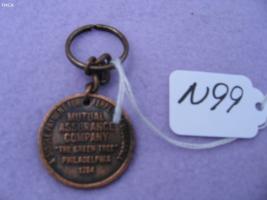 MUTUAL
ASSURANCE
COMPANY
"THE GREEN TREE"
PHILADELPHIA
1784
N99